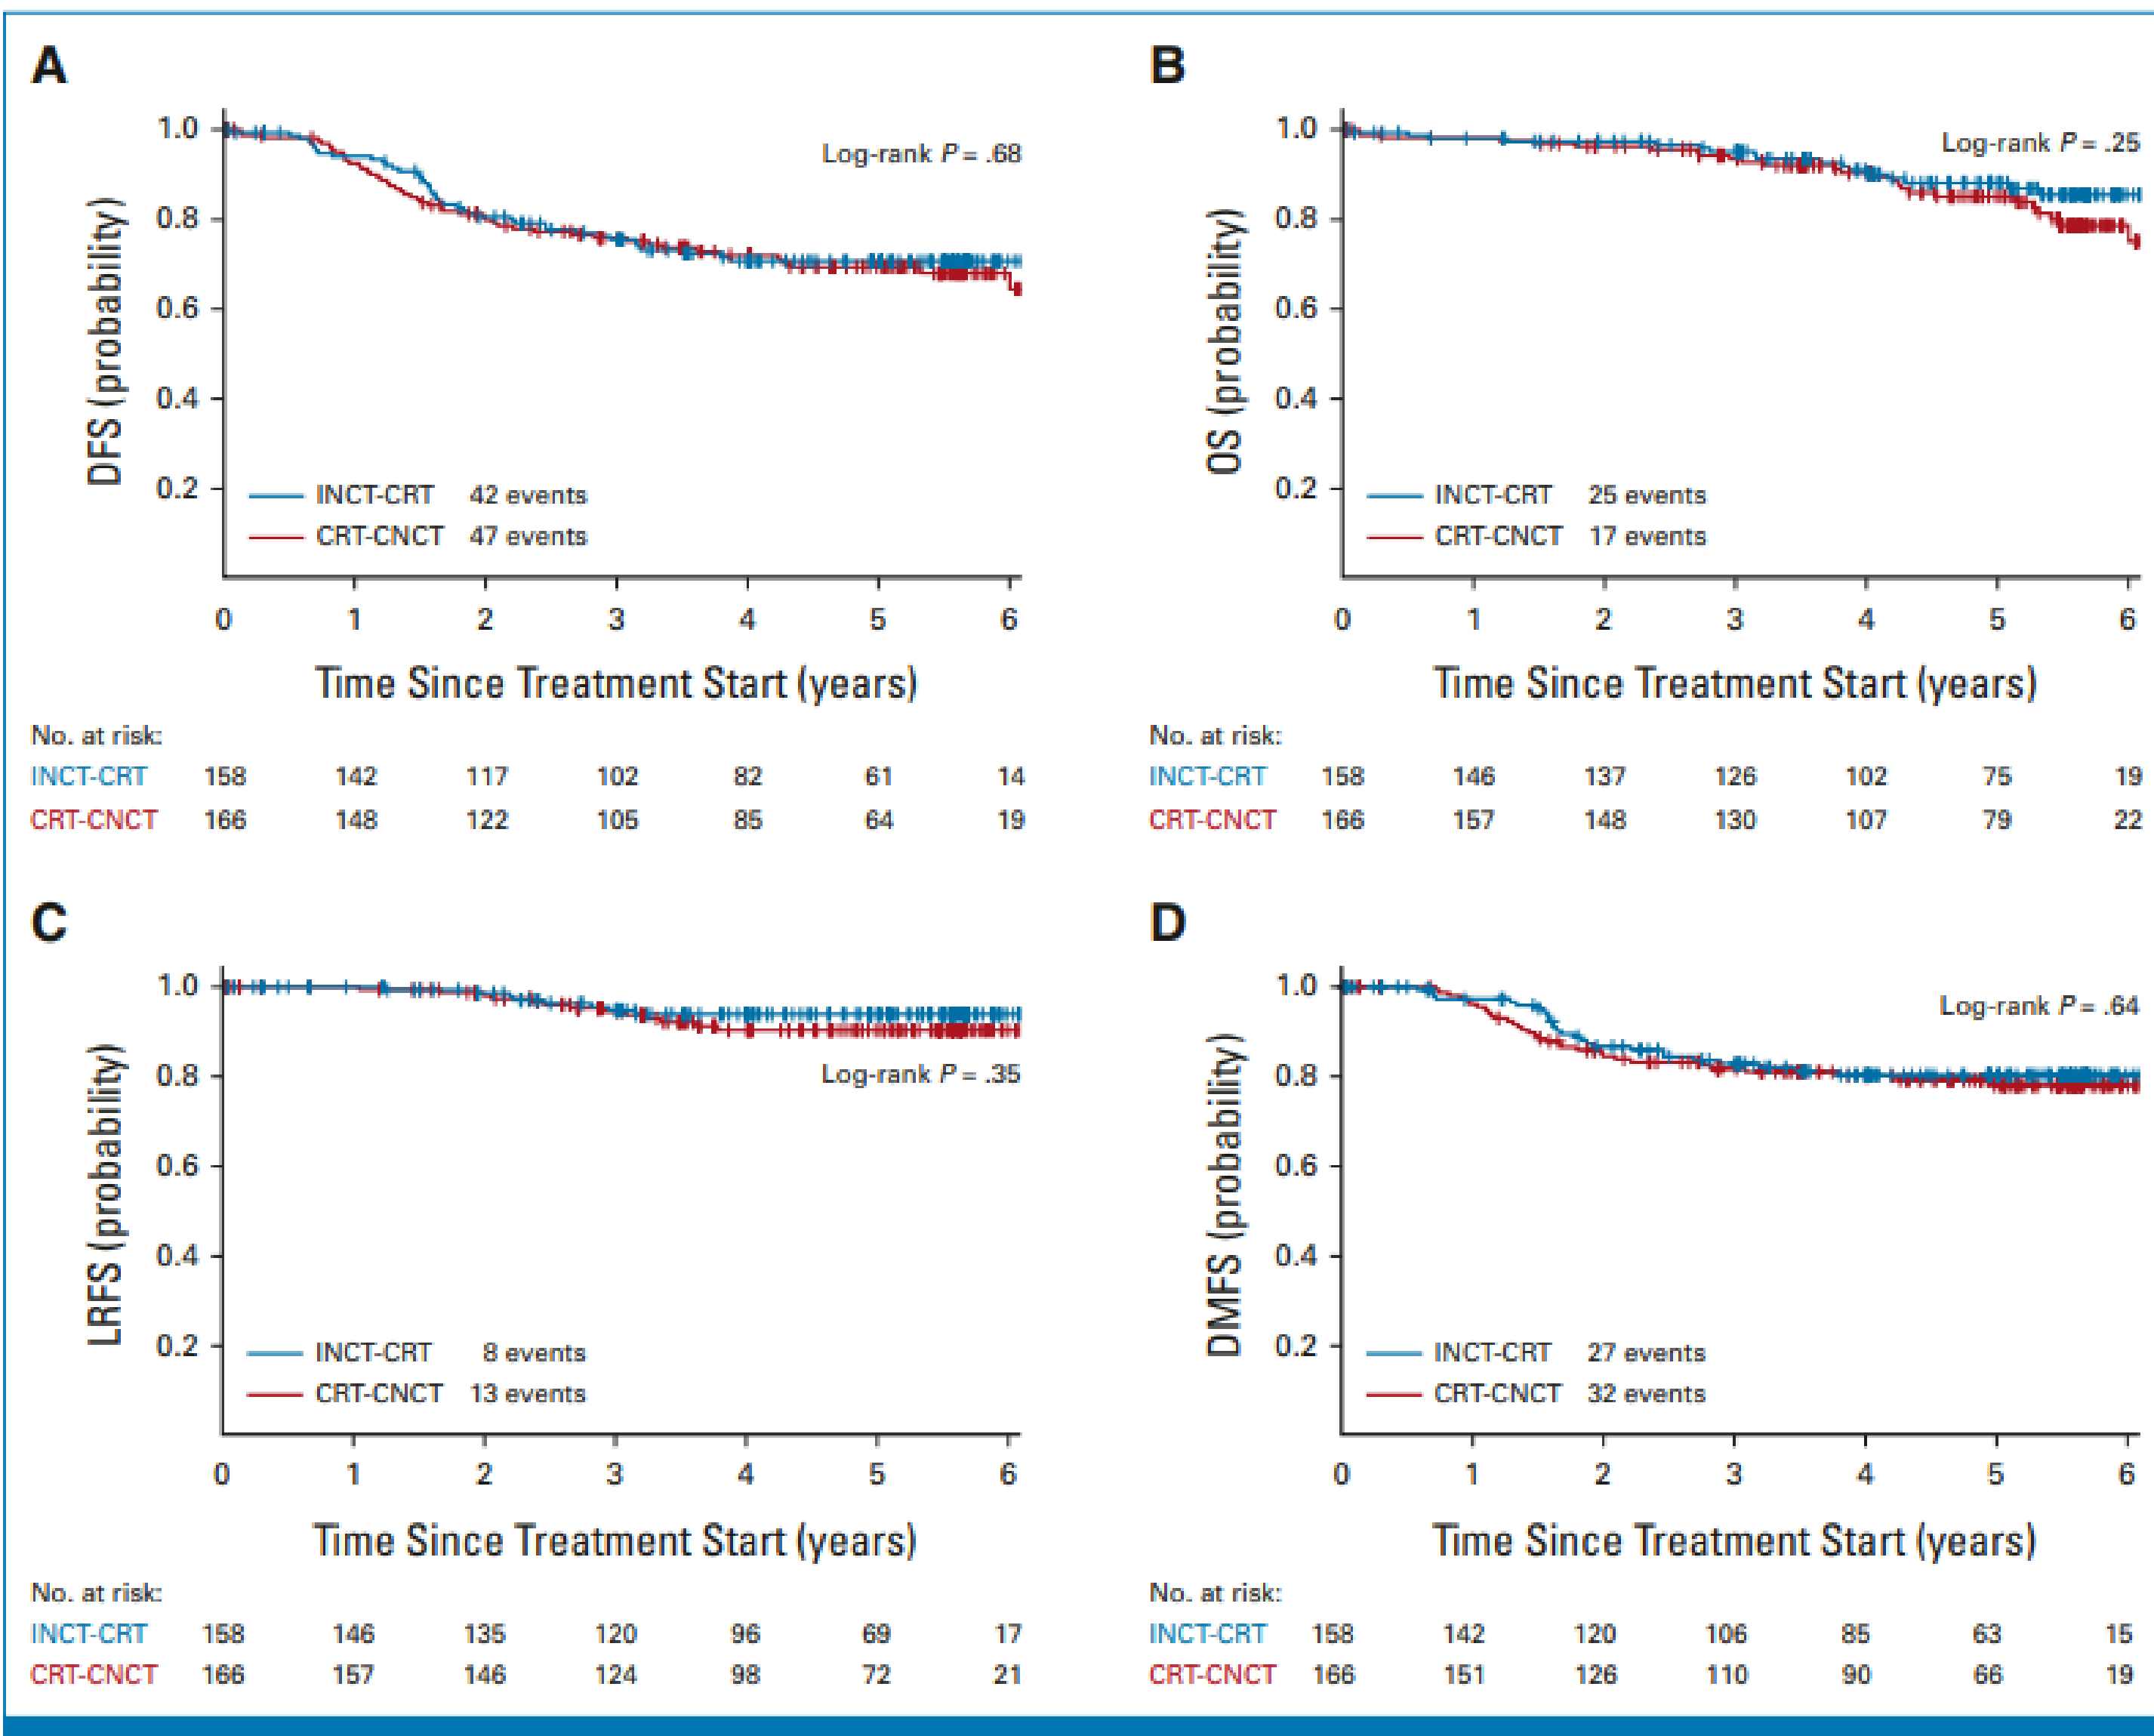 A
1.0
0.8
0.6
0.4
0.2
DFS (probability)
Log-rank P = .68
INCT-CRT 42 events
CRT-CNCT 47 events
0 1 2 3 4 5 6
Time Since Treatment Start (years)
No. at risk:
INCT-CRT 158 142 117 102 82 61 14
CRT-CNCT 166 148 122 105 85 64 19
B
1.0
0.8
0.6
0.4
0.2
OS (probability)
Log-rank P = .25
INCT-CRT 25 events
CRT-CNCT 17 events
0 1 2 3 4 5 6
Time Since Treatment Start (years)
No. at risk:
INCT-CRT 158 146 137 126 102 75 19
CRT-CNCT 166 157 148 130 107 79 22
C
1.0
0.8
0.6
0.4
0.2
LRFS (probability)
Log-rank P = .35
INCT-CRT 8 events
CRT-CNCT 13 events
0 1 2 3 4 5 6
Time Since Treatment Start (years)
No. at risk:
INCT-CRT 158 146 135 120 96 69 17
CRT-CNCT 166 157 146 124 98 72 21
D
1.0
0.8
0.6
0.4
0.2
DMFS (probability)
Log-rank P = .64
INCT-CRT 27 events
CRT-CNCT 32 events
0 1 2 3 4 5 6
Time Since Treatment Start (years)
No. at risk:
INCT-CRT 158 142 120 106 85 63 15
CRT-CNCT 166 151 126 110 90 66 19